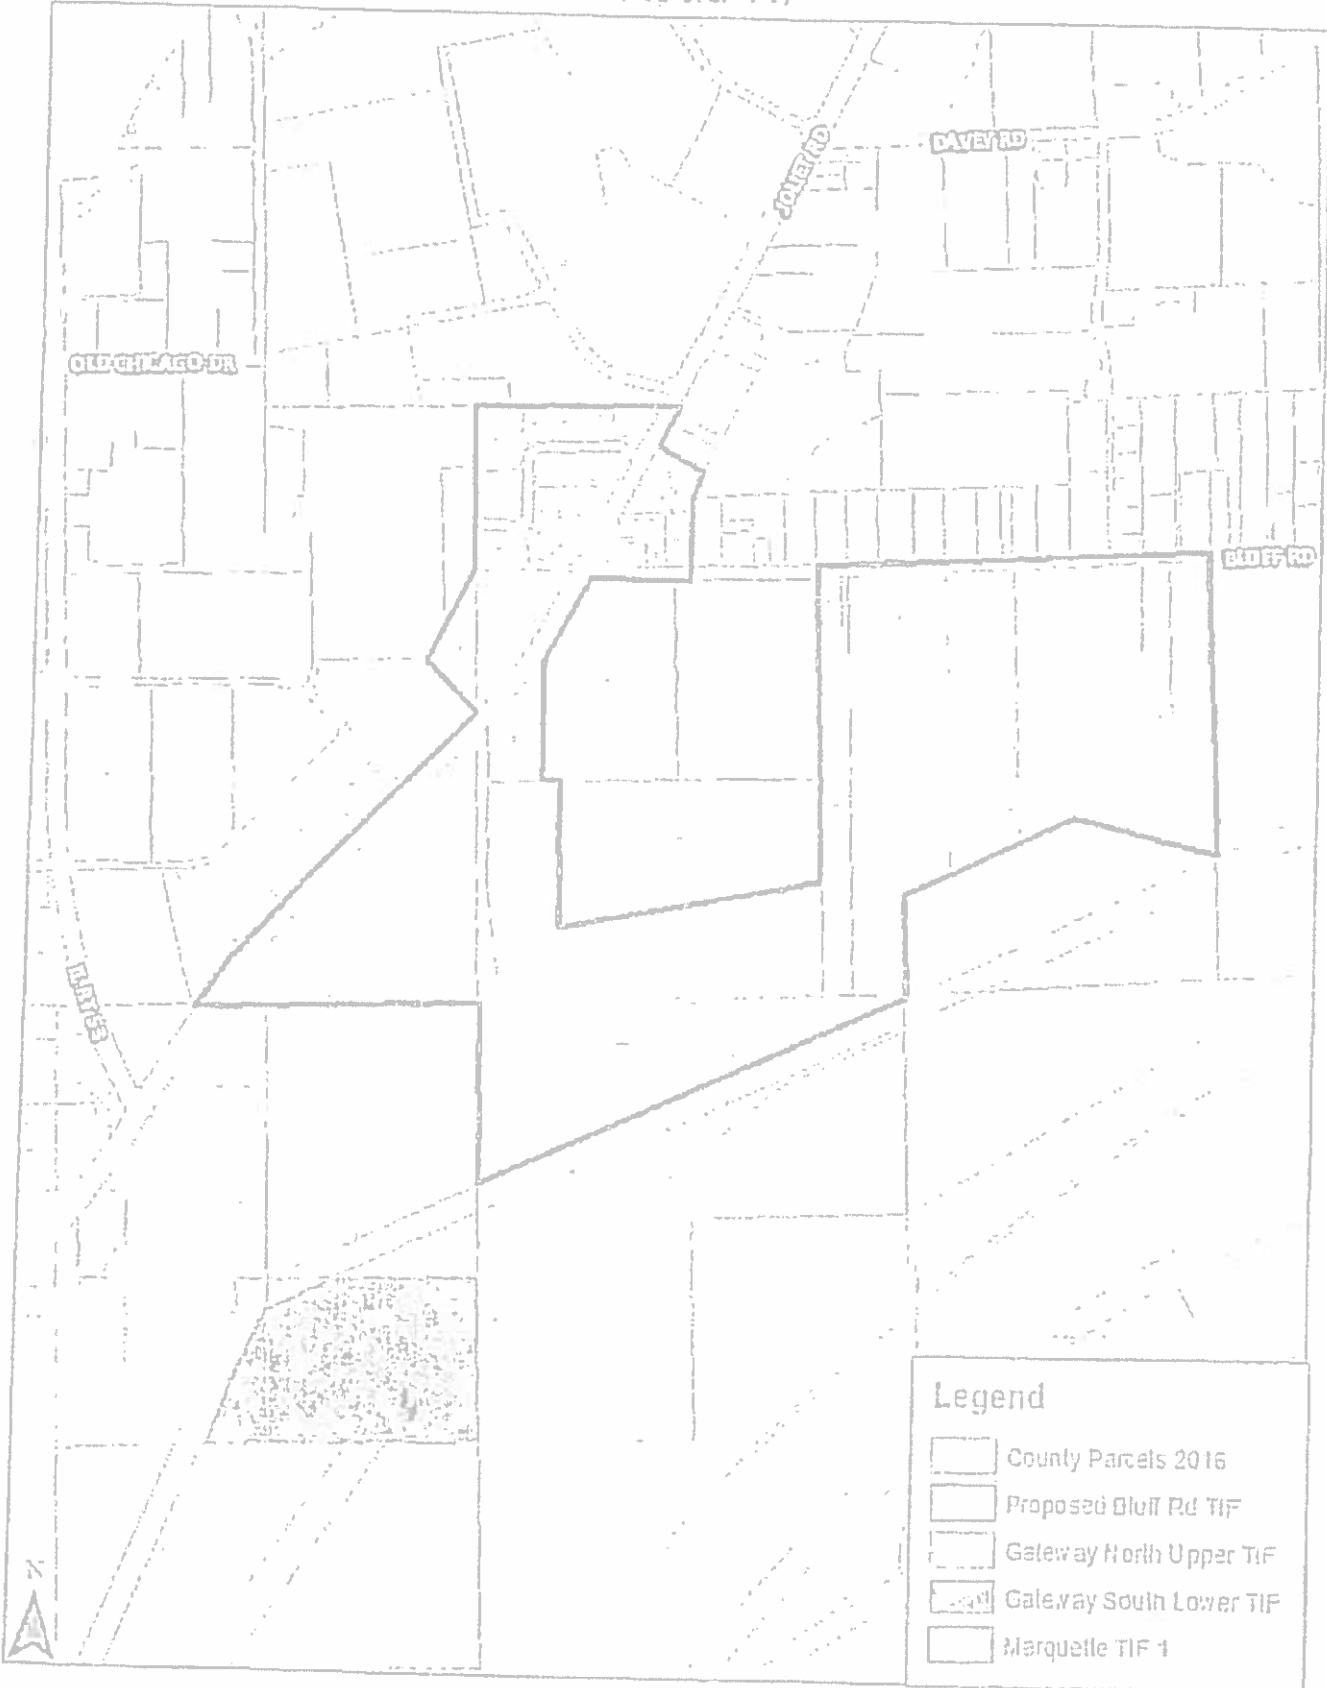 DAVEY RD
JOLIET RD
OLD CHICAGO DR
BLUFF RD
Legend
County Parcels 2016
Proposed Bluff Rd TIF
Gateway North Upper TIF
Gateway South Lower TIF
Marquette TIF 1